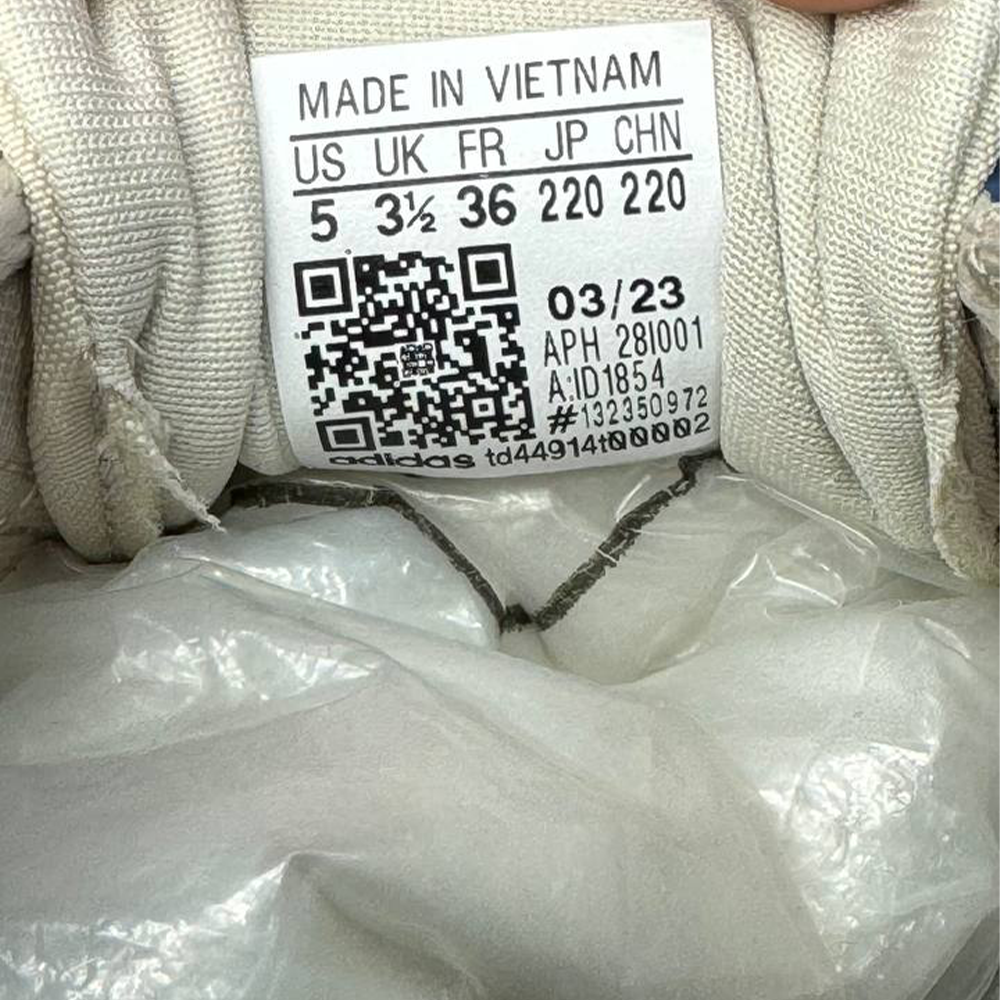 MADE IN VIETNAM
US UK FR JP CHN
5 3½ 36 220 220
03/23
APH 28I001
A:ID1854
#132350972
adidas td44914t00002